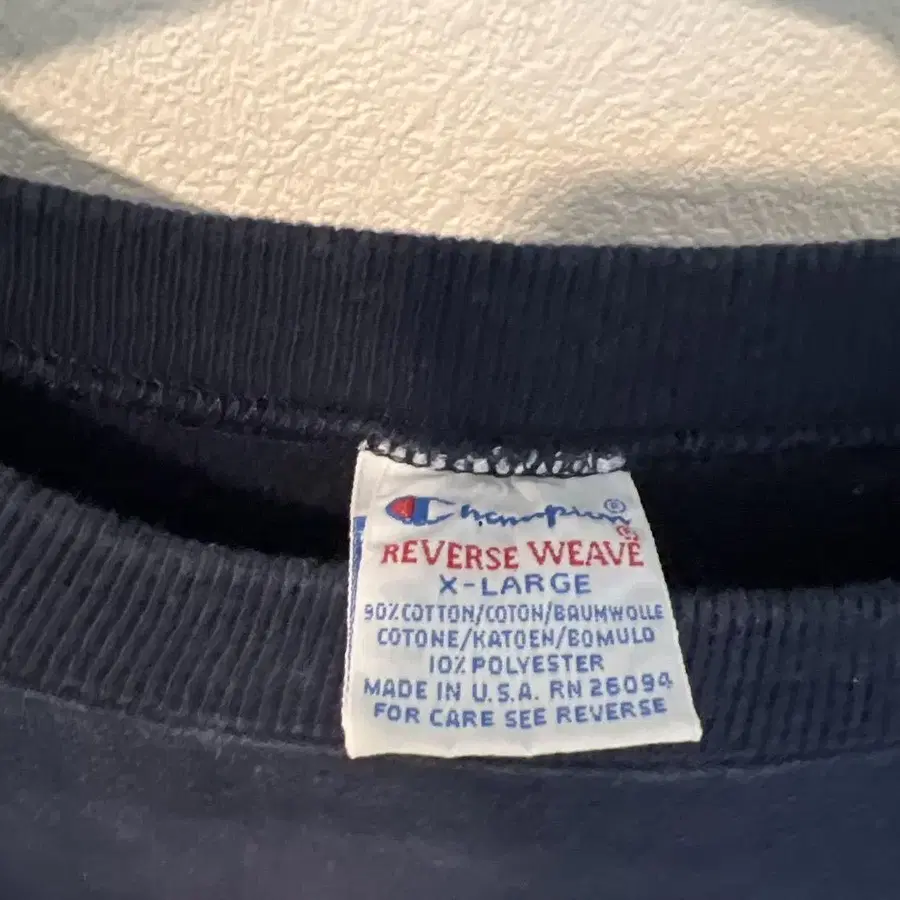 Champion®
REVERSE WEAVE®
X-LARGE
90% COTTON/COTON/BAUMWOLLE
COTONE/KATOEN/BOMULD
10% POLYESTER
MADE IN U.S.A. RN 26094
FOR CARE SEE REVERSE